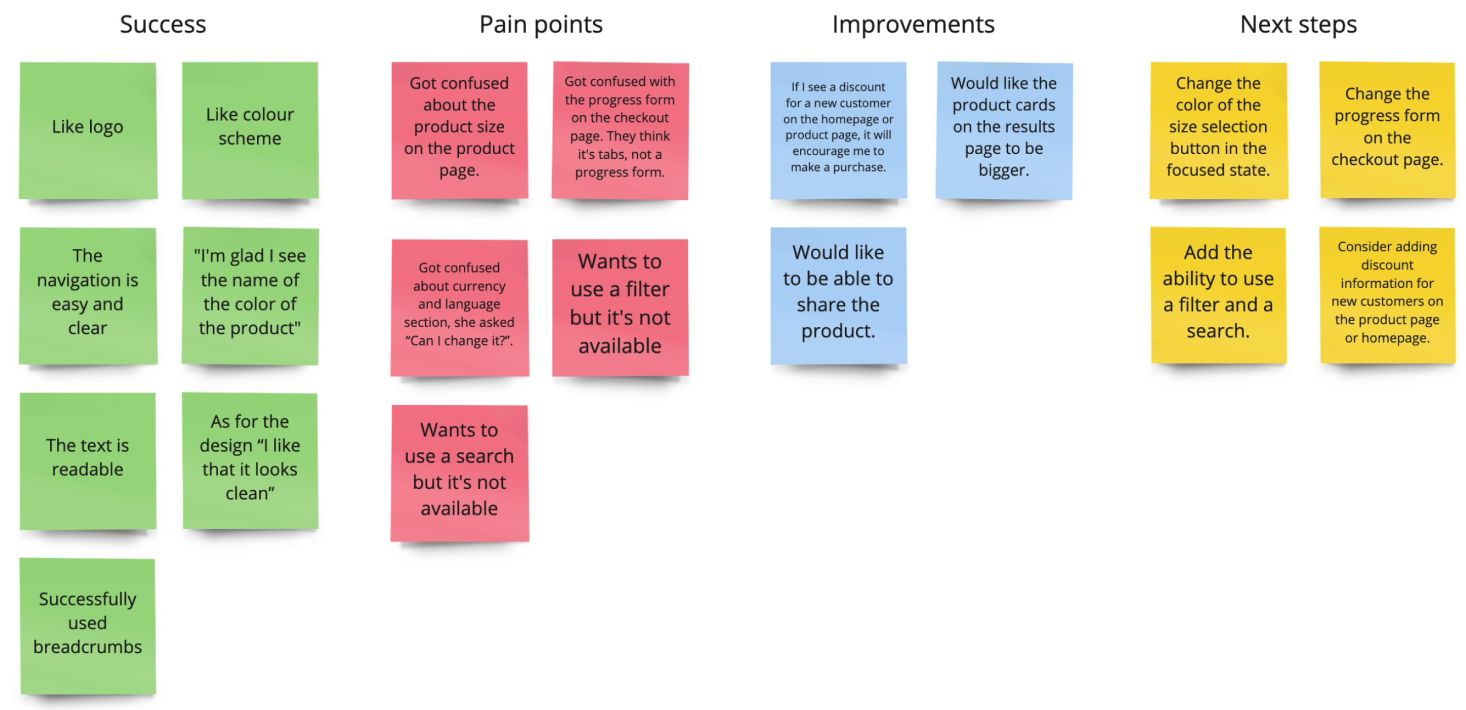 Success
Like logo
Like colour
scheme
The
navigation is
easy and
clear
"I'm glad I see
the name of
the color of
the product"
The text is
readable
As for the
design “I like
that it looks
clean”
Successfully
used
breadcrumbs
Pain points
Got confused
about the
product size
on the product
page.
Got confused with
the progress form
on the checkout
page. They think
it's tabs, not a
progress form.
Got confused
about currency
and language
section, she asked
“Can I change it?”.
Wants to
use a filter
but it's not
available
Wants to
use a search
but it's not
available
Improvements
If I see a discount
for a new customer
on the homepage or
product page, it will
encourage me to
make a purchase.
Would like the
product cards
on the results
page to be
bigger.
Would like
to be able to
share the
product.
Next steps
Change the
color of the
size selection
button in the
focused state.
Change the
progress form
on the
checkout page.
Add the
ability to use
a filter and a
search.
Consider adding
discount
information for
new customers on
the product page
or homepage.